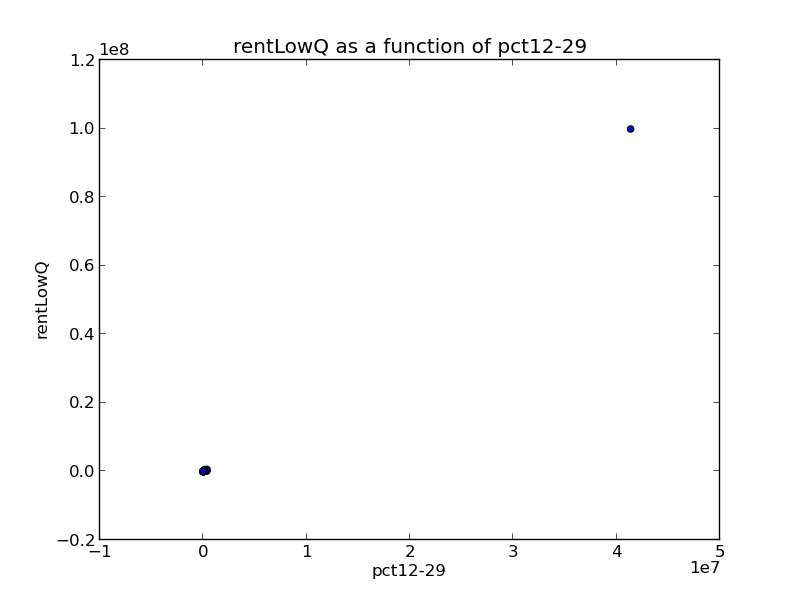 rentLowQ as a function of pct12-29
1e8
1.2
1.0
0.8
0.6
0.4
0.2
0.0
−0.2
rentLowQ
−1 0 1 2 3 4 5
1e7
pct12-29